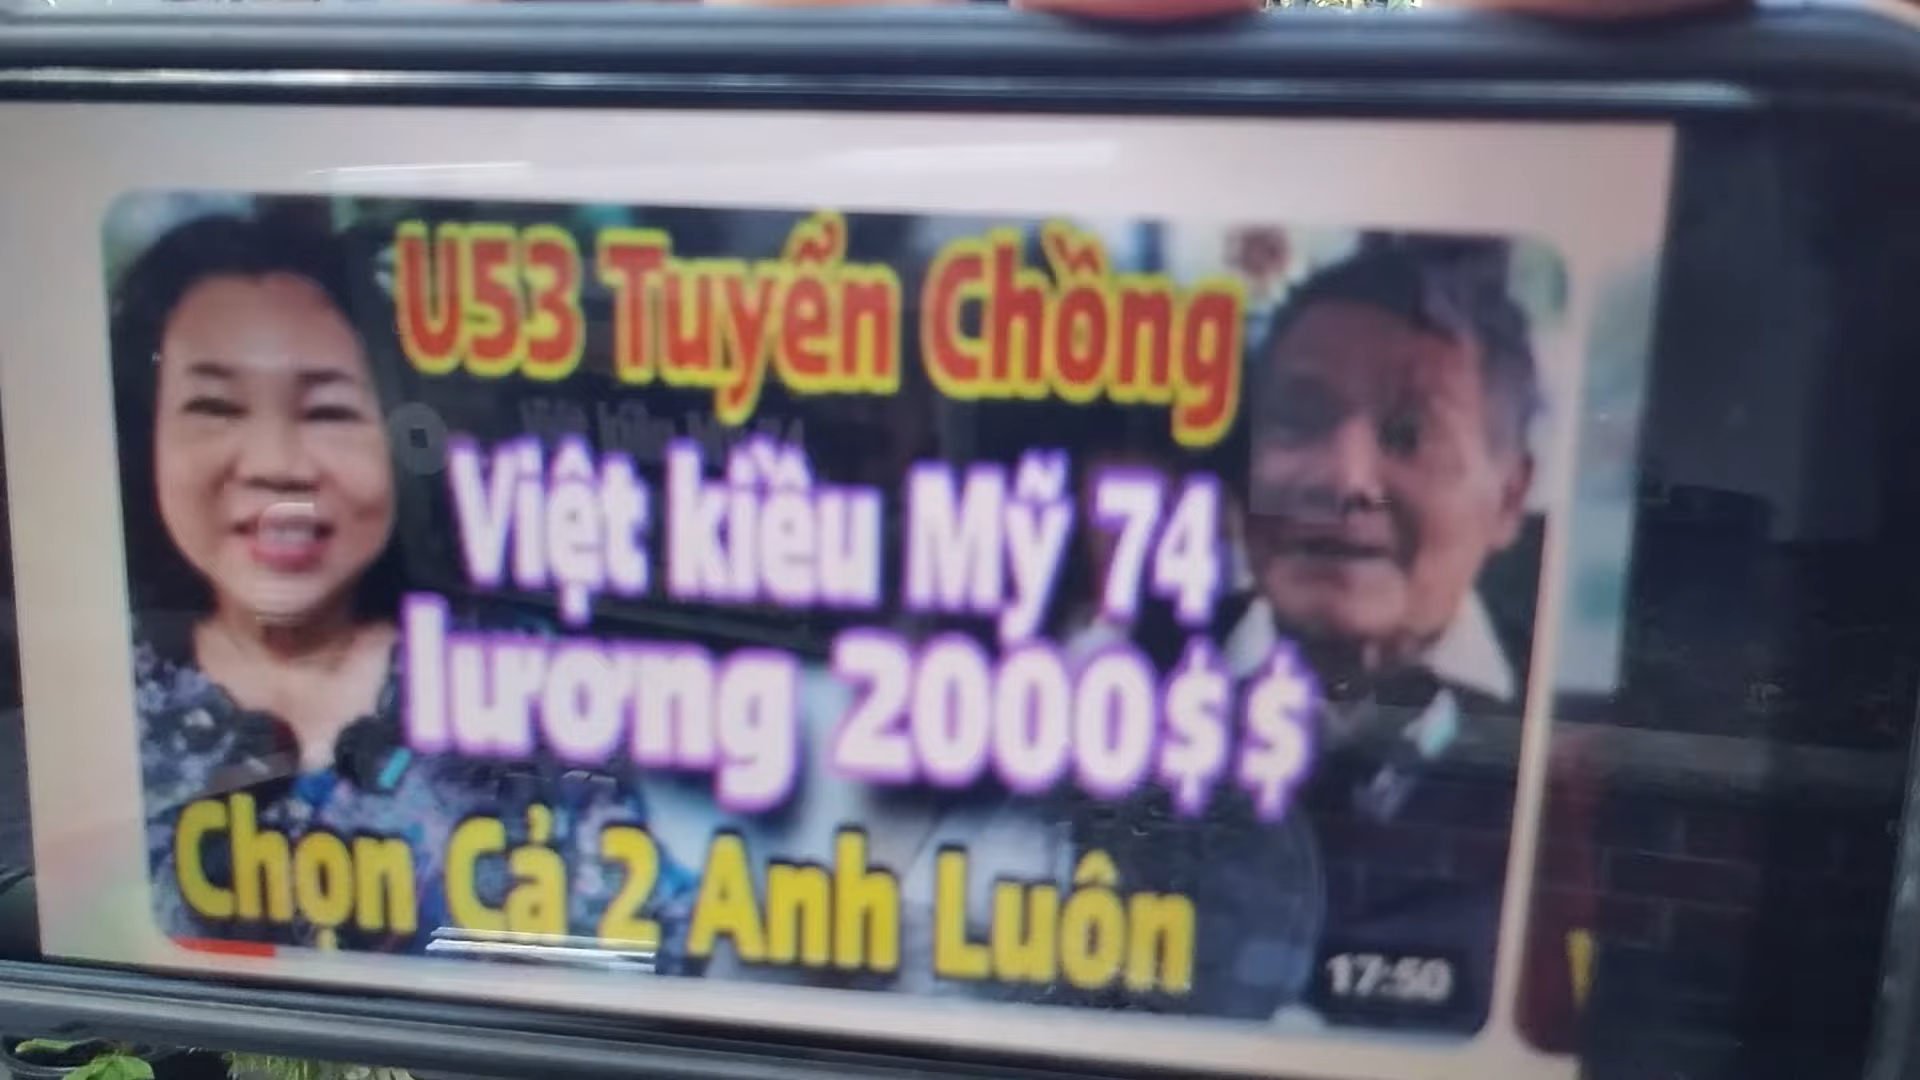 U53 Tuyển Chồng
Việt kiều Mỹ 74
lương 2000$$
Chọn Cả 2 Anh Luôn
17:50